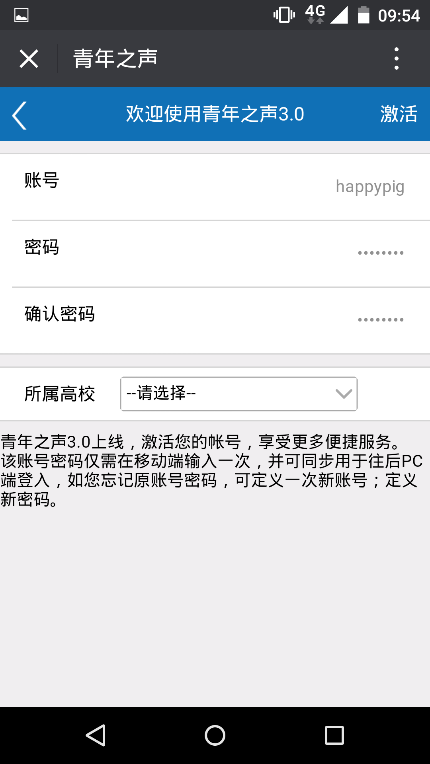 4G 09:54
青年之声
欢迎使用青年之声3.0 激活
账号 happypig
密码 ········
确认密码 ········
所属高校 --请选择--
青年之声3.0上线，激活您的帐号，享受更多便捷服务。
该账号密码仅需在移动端输入一次，并可同步用于往后PC
端登入，如您忘记原账号密码，可定义一次新账号；定义
新密码。